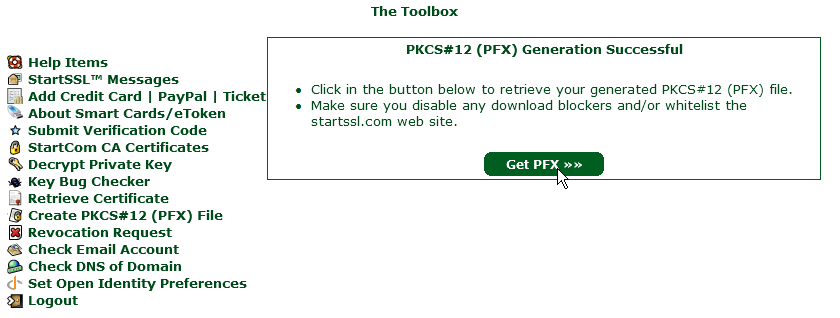 The Toolbox
Help Items
StartSSL™ Messages
Add Credit Card | PayPal | Ticket
About Smart Cards/eToken
Submit Verification Code
StartCom CA Certificates
Decrypt Private Key
Key Bug Checker
Retrieve Certificate
Create PKCS#12 (PFX) File
Revocation Request
Check Email Account
Check DNS of Domain
Set Open Identity Preferences
Logout
PKCS#12 (PFX) Generation Successful
• Click in the button below to retrieve your generated PKCS#12 (PFX) file.
• Make sure you disable any download blockers and/or whitelist the
startssl.com web site.
Get PFX »»